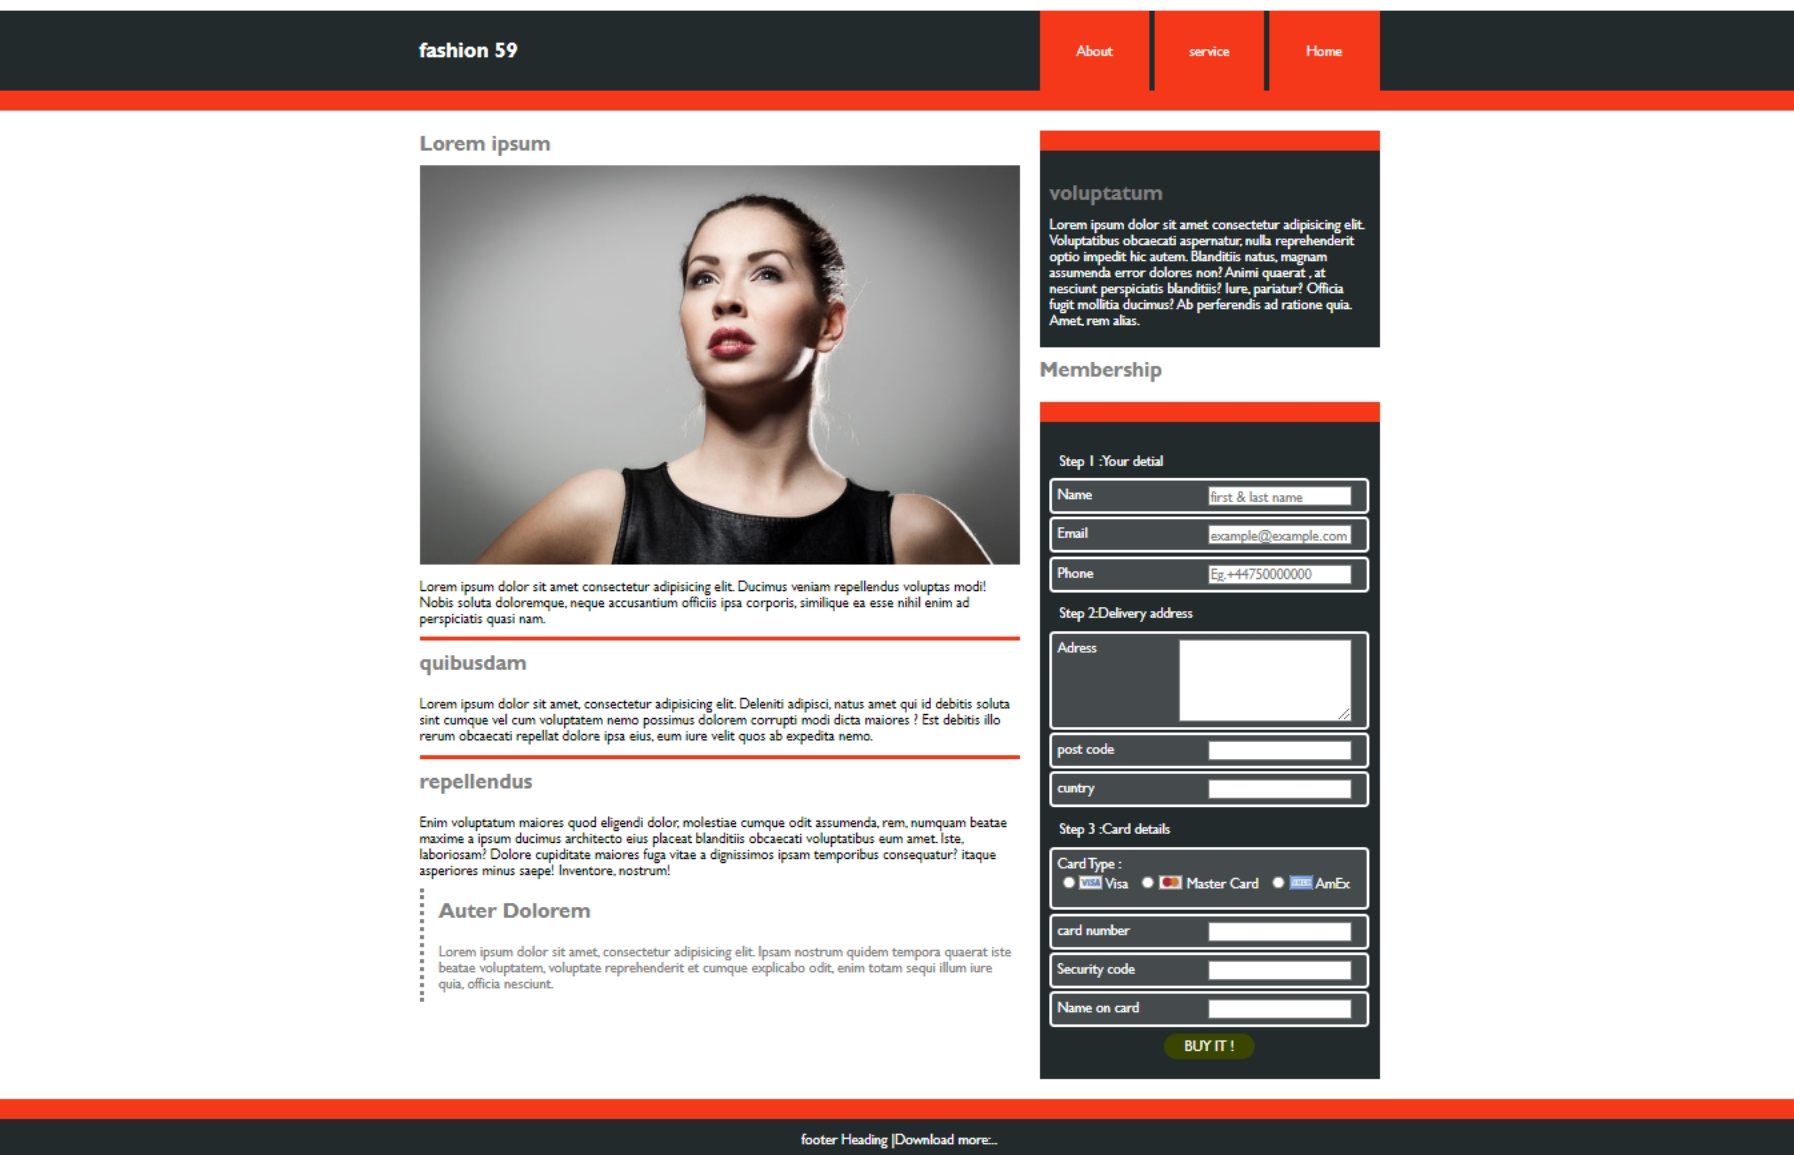 fashion 59
About
service
Home
Lorem ipsum
Lorem ipsum dolor sit amet consectetur adipisicing elit. Ducimus veniam repellendus voluptas modi!
Nobis soluta doloremque, neque accusantium officiis ipsa corporis, similique ea esse nihil enim ad
perspiciatis quasi nam.
quibusdam
Lorem ipsum dolor sit amet, consectetur adipisicing elit. Deleniti adipisci, natus amet qui id debitis soluta
sint cumque vel cum voluptatem nemo possimus dolorem corrupti modi dicta maiores ? Est debitis illo
rerum obcaecati repellat dolore ipsa eius, eum iure velit quos ab expedita nemo.
repellendus
Enim voluptatum maiores quod eligendi dolor, molestiae cumque odit assumenda, rem, numquam beatae
maxime a ipsum ducimus architecto eius placeat blanditiis obcaecati voluptatibus eum amet. Iste,
laboriosam? Dolore cupiditate maiores fuga vitae a dignissimos ipsam temporibus consequatur? itaque
asperiores minus saepe! Inventore, nostrum!
Auter Dolorem
Lorem ipsum dolor sit amet, consectetur adipisicing elit. Ipsam nostrum quidem tempora quaerat iste
beatae voluptatem, voluptate reprehenderit et cumque explicabo odit, enim totam sequi illum iure
quia, officia nesciunt.
voluptatum
Lorem ipsum dolor sit amet consectetur adipisicing elit.
Voluptatibus obcaecati aspernatur, nulla reprehenderit
optio impedit hic autem. Blanditiis natus, magnam
assumenda error dolores non? Animi quaerat , at
nesciunt perspiciatis blanditiis? Iure, pariatur? Officia
fugit mollitia ducimus? Ab perferendis ad ratione quia.
Amet, rem alias.
Membership
Step 1 :Your detial
Name first & last name
Email example@example.com
Phone Eg.+44750000000
Step 2:Delivery address
Adress
post code
cuntry
Step 3 :Card details
Card Type :
VISA Visa Master Card AmEx
card number
Security code
Name on card
BUY IT !
footer Heading |Download more:..